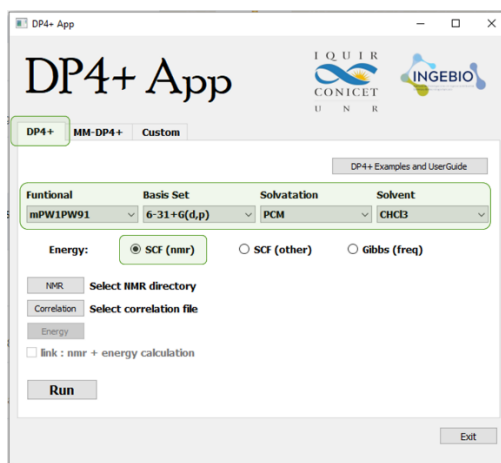 DP4+ App
DP4+ App
I Q U I R
CONICET
U N R
INGEBIO
DP4+ MM-DP4+ Custom
DP4+ Examples and UserGuide
Funtional Basis Set Solvatation Solvent
mPW1PW91 6-31+G(d,p) PCM CHCl3
Energy: SCF (nmr) SCF (other) Gibbs (freq)
NMR Select NMR directory
Correlation Select correlation file
Energy
link : nmr + energy calculation
Run
Exit